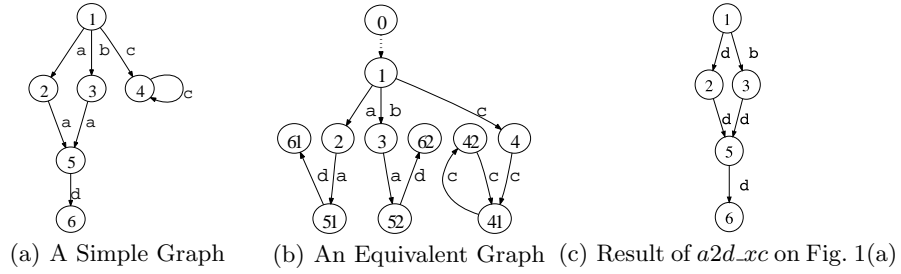 1
a b c
2 3 4 c
a a
5
d
6
(a) A Simple Graph
0
1
a b c
61 2 3 62 42 4
d a a d c c c
51 52 41
(b) An Equivalent Graph
1
d b
2 3
d d
5
d
6
(c) Result of a2d_xc on Fig. 1(a)